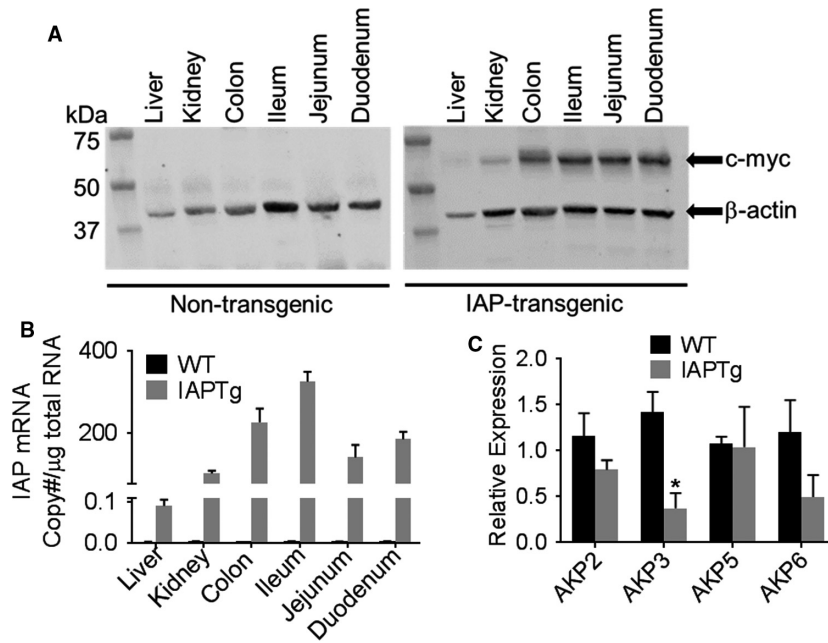 A
Liver Kidney Colon Ileum Jejunum Duodenum
Liver Kidney Colon Ileum Jejunum Duodenum
kDa
75
50
37
c-myc
β-actin
Non-transgenic
IAP-transgenic
B
IAP mRNA
Copy#/µg total RNA
400
200
0.1
0.0
WT
IAPTg
Liver
Kidney
Colon
Ileum
Jejunum
Duodenum
C
Relative Expression
2.0
1.5
1.0
0.5
0.0
WT
IAPTg
*
AKP2
AKP3
AKP5
AKP6